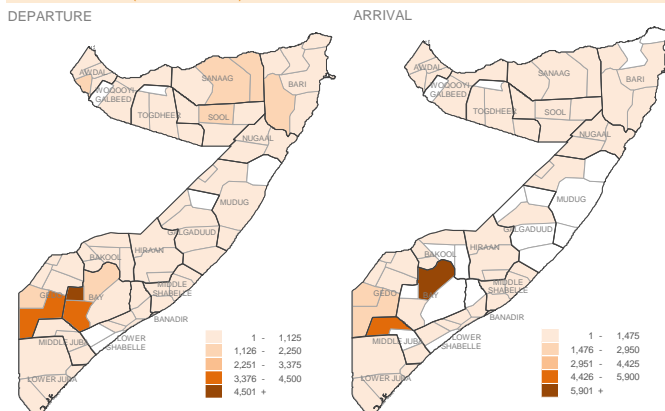 DEPARTURE
AWDAL
WOQOOYI
GALBEED
TOGDHEER
SANAAG
SOOL
BARI
NUGAAL
MUDUG
GALGADUUD
HIRAAN
BAKOOL
GEDO
BAY
MIDDLE
SHABELLE
BANADIR
LOWER
SHABELLE
MIDDLE JUBA
LOWER JUBA
1 - 1,125
1,126 - 2,250
2,251 - 3,375
3,376 - 4,500
4,501 +
ARRIVAL
AWDAL
WOQOOYI
GALBEED
TOGDHEER
SANAAG
SOOL
BARI
NUGAAL
MUDUG
GALGADUUD
HIRAAN
BAKOOL
GEDO
BAY
MIDDLE
SHABELLE
BANADIR
LOWER
SHABELLE
MIDDLE JUBA
LOWER JUBA
1 - 1,475
1,476 - 2,950
2,951 - 4,425
4,426 - 5,900
5,901 +